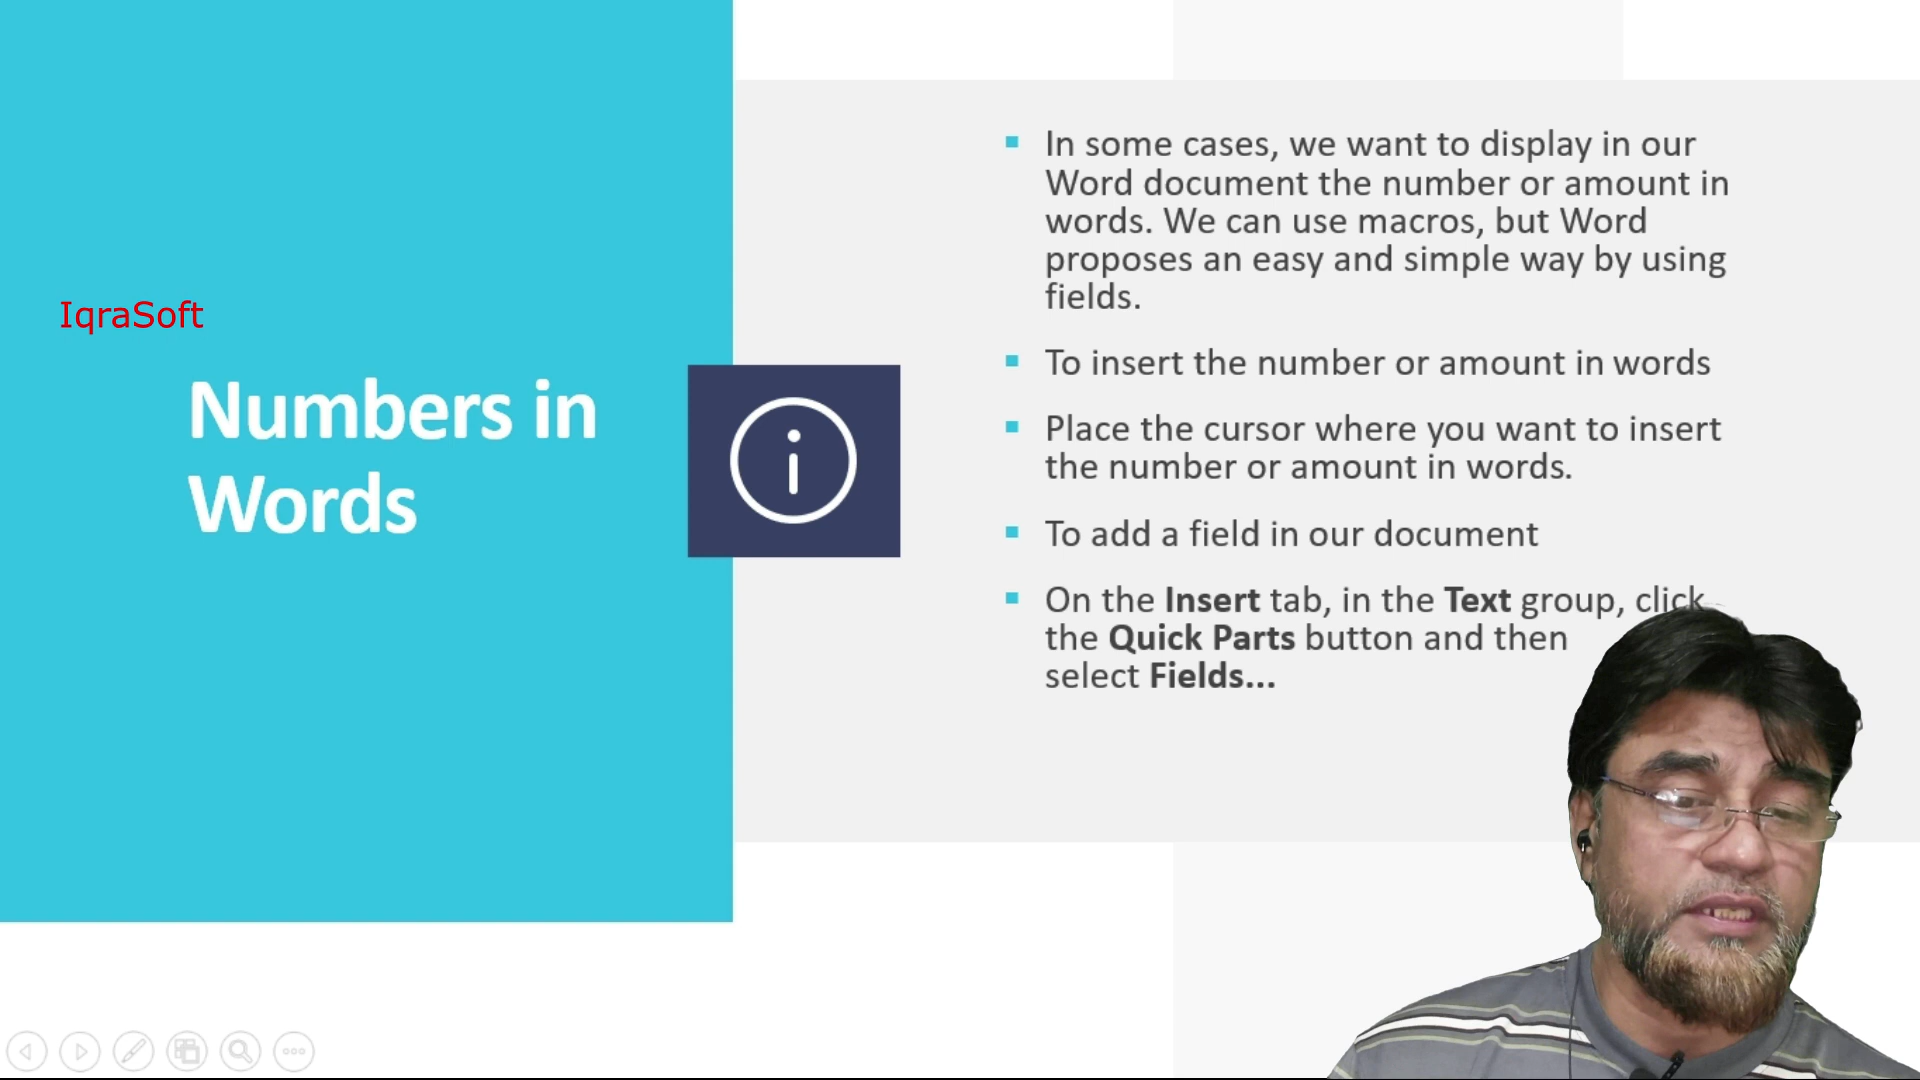 IqraSoft
Numbers in
Words
In some cases, we want to display in our
Word document the number or amount in
words. We can use macros, but Word
proposes an easy and simple way by using
fields.
To insert the number or amount in words
Place the cursor where you want to insert
the number or amount in words.
To add a field in our document
On the Insert tab, in the Text group, click
the Quick Parts button and then
select Fields...